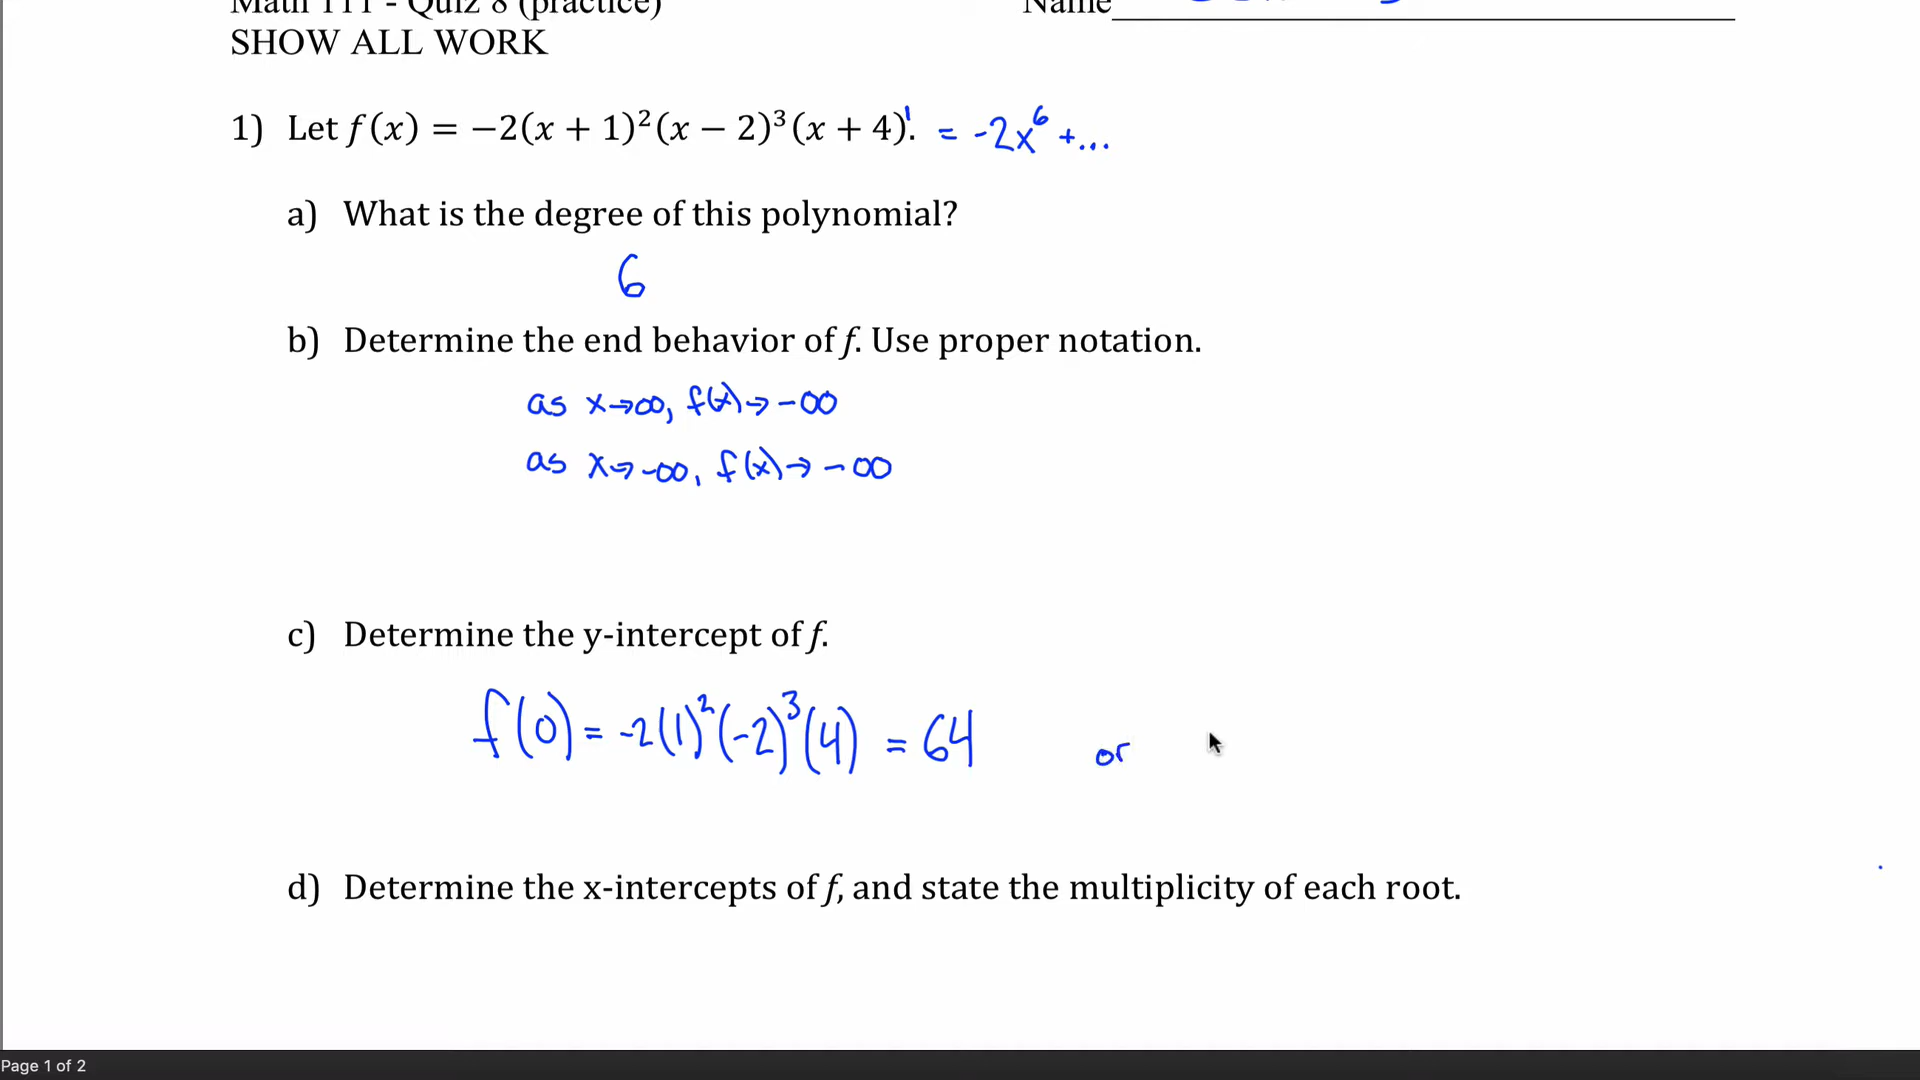 Math 111 - Quiz 8 (practice) Name
SHOW ALL WORK
1) Let f(x) = −2(x + 1)²(x − 2)³(x + 4)¹. = -2x⁶ +...
a) What is the degree of this polynomial?
6
b) Determine the end behavior of f. Use proper notation.
as x→∞, f(x)→ -∞
as x→-∞, f(x)→ -∞
c) Determine the y-intercept of f.
f(0) = -2(1)²(-2)³(4) = 64 or
d) Determine the x-intercepts of f, and state the multiplicity of each root.
Page 1 of 2